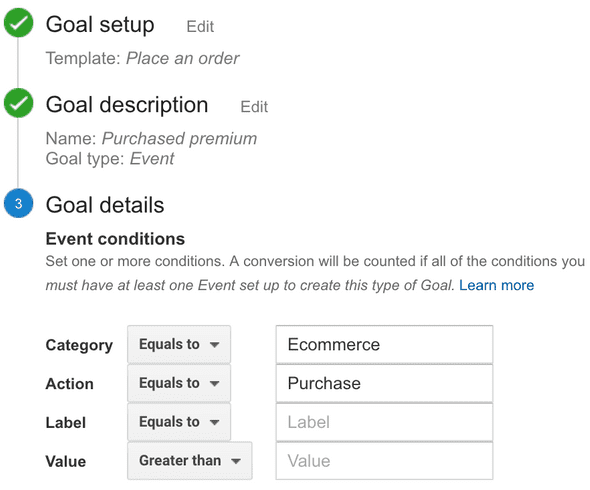 Goal setup Edit
Template: Place an order
Goal description Edit
Name: Purchased premium
Goal type: Event
3 Goal details
Event conditions
Set one or more conditions. A conversion will be counted if all of the conditions you
must have at least one Event set up to create this type of Goal. Learn more
Category Equals to Ecommerce
Action Equals to Purchase
Label Equals to Label
Value Greater than Value